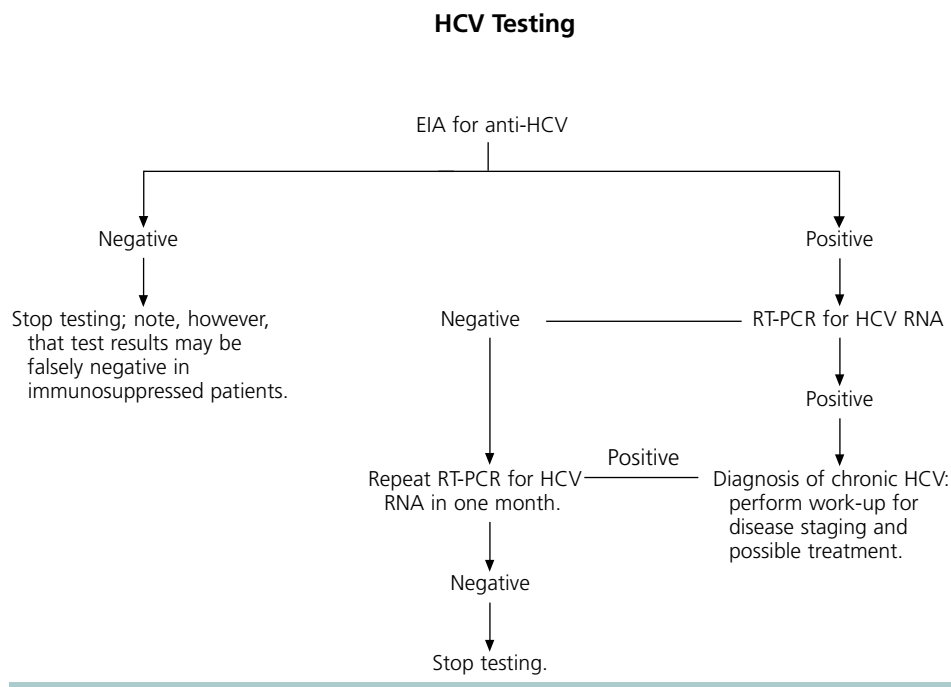 HCV Testing
EIA for anti-HCV
Negative
Positive
Stop testing; note, however,
that test results may be
falsely negative in
immunosuppressed patients.
Negative
RT-PCR for HCV RNA
Positive
Repeat RT-PCR for HCV
RNA in one month.
Positive
Diagnosis of chronic HCV:
perform work-up for
disease staging and
possible treatment.
Negative
Stop testing.